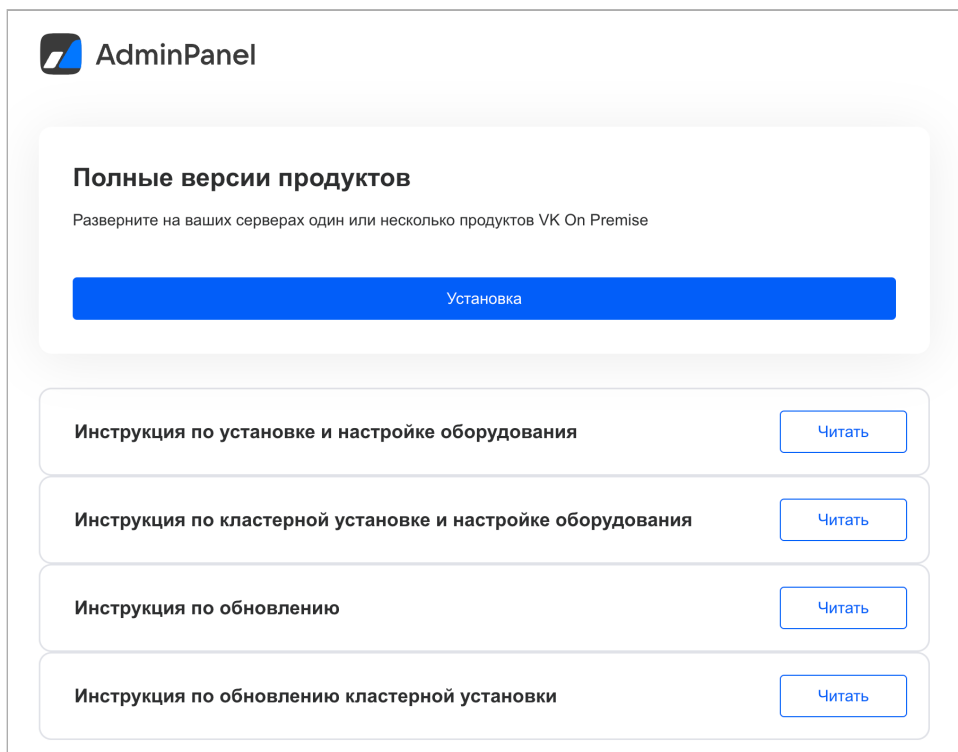 AdminPanel
Полные версии продуктов
Разверните на ваших серверах один или несколько продуктов VK On Premise
Установка
Инструкция по установке и настройке оборудования
Читать
Инструкция по кластерной установке и настройке оборудования
Читать
Инструкция по обновлению
Читать
Инструкция по обновлению кластерной установки
Читать